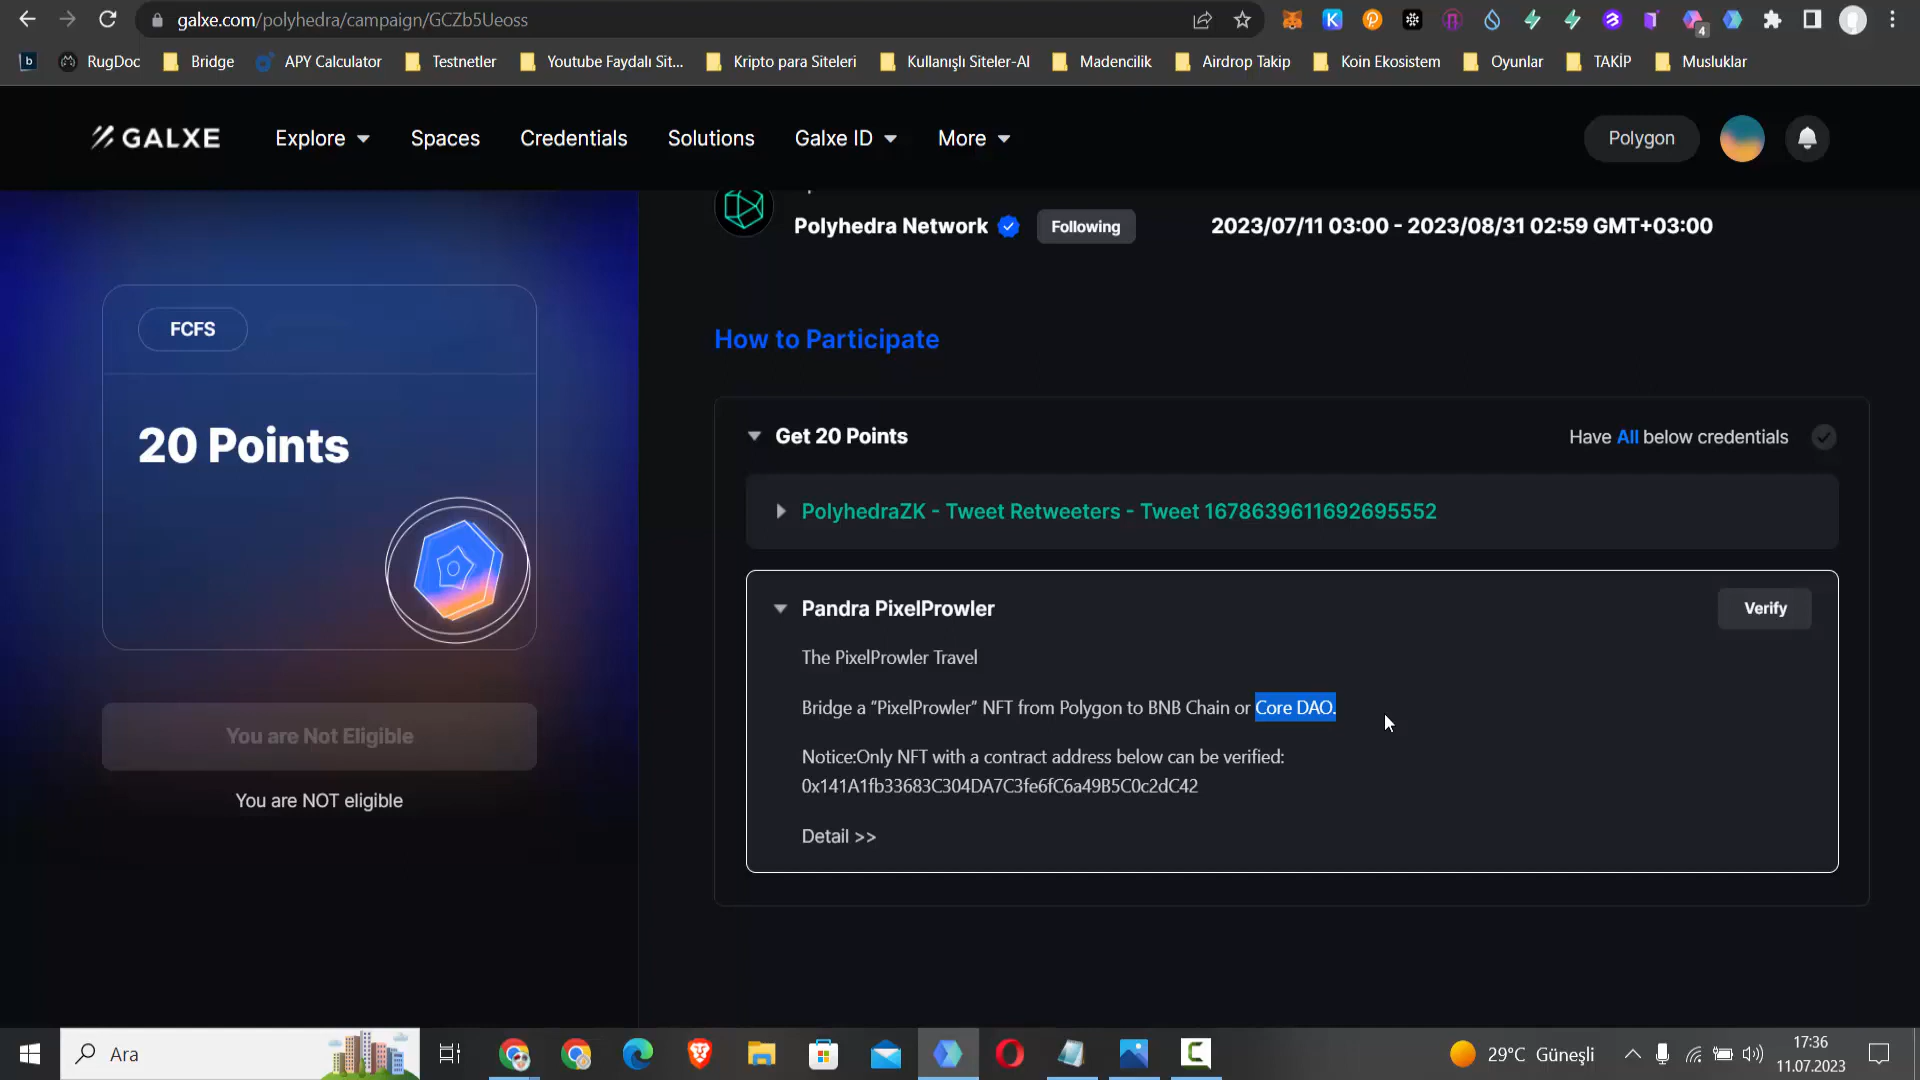 galxe.com/polyhedra/campaign/GCZb5Ueoss
4
b
RugDoc
Bridge
APY Calculator
Testnetler
Youtube Faydalı Sit...
Kripto para Siteleri
Kullanışlı Siteler-AI
Madencilik
Airdrop Takip
Koin Ekosistem
Oyunlar
TAKİP
Musluklar
GALXE
Explore
Spaces
Credentials
Solutions
Galxe ID
More
Polygon
Polyhedra Network
Following
2023/07/11 03:00 - 2023/08/31 02:59 GMT+03:00
FCFS
20 Points
You are Not Eligible
You are NOT eligible
How to Participate
Get 20 Points
Have All below credentials
PolyhedraZK - Tweet Retweeters - Tweet 1678639611692695552
Pandra PixelProwler
Verify
The PixelProwler Travel
Bridge a “PixelProwler” NFT from Polygon to BNB Chain or Core DAO.
Notice:Only NFT with a contract address below can be verified:
0x141A1fb33683C304DA7C3fe6fC6a49B5C0c2dC42
Detail >>
Ara
29°C Güneşli
17:36
11.07.2023